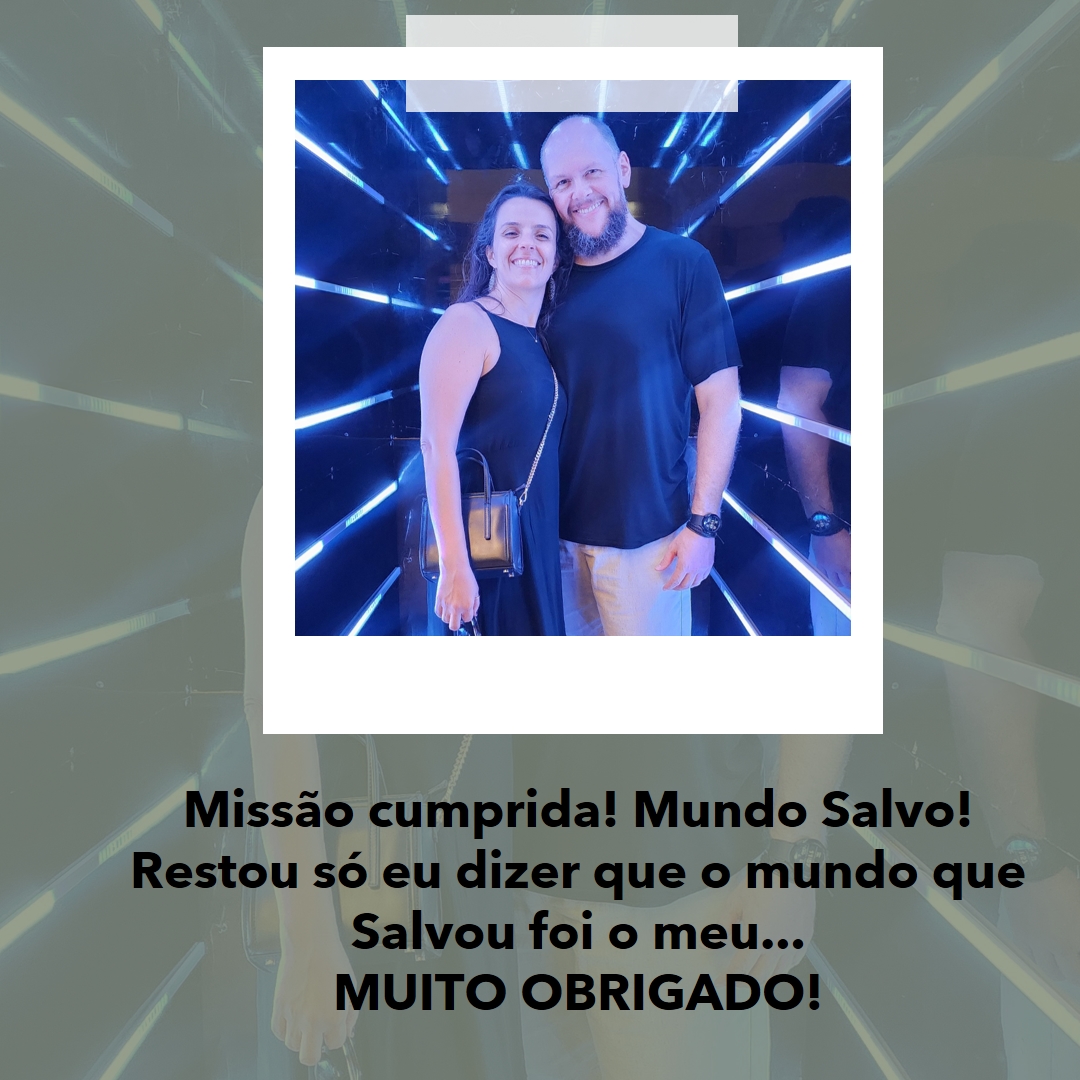 Missão cumprida! Mundo Salvo!
Restou só eu dizer que o mundo que
Salvou foi o meu...
MUITO OBRIGADO!